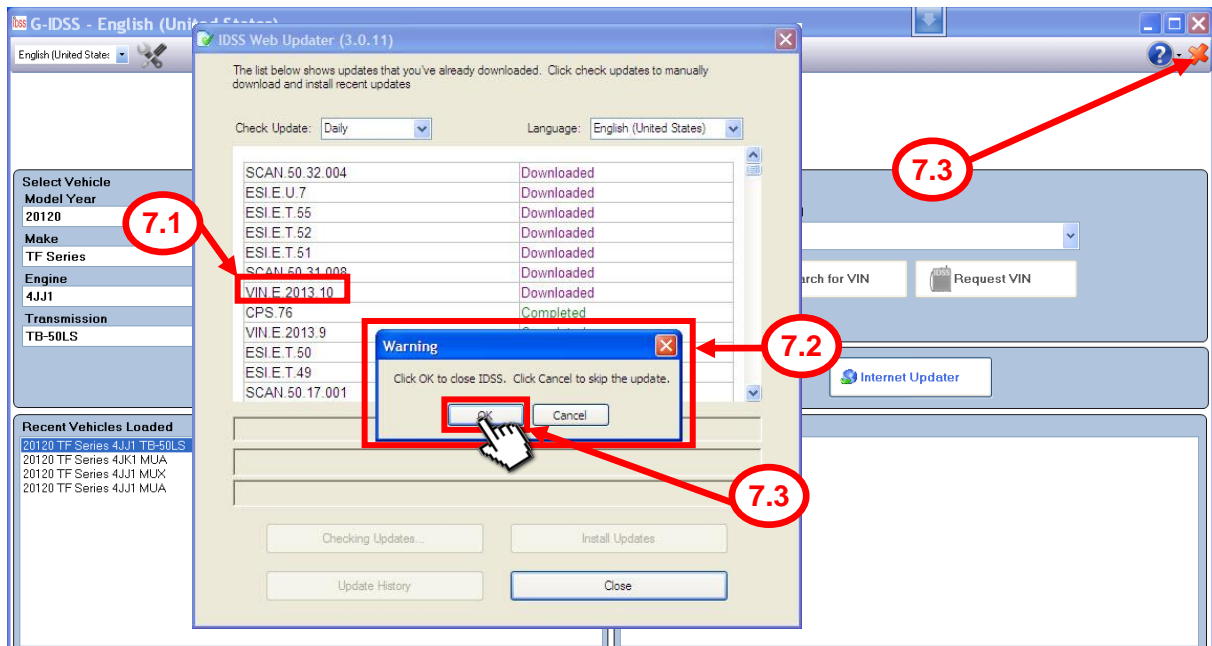 IDSS G-IDSS - English (United States)
English (United State:
IDSS Web Updater (3.0.11)
The list below shows updates that you've already downloaded. Click check updates to manually
download and install recent updates
Check Update: Daily
Language: English (United States)
SCAN.50.32.004 Downloaded
ESI.E.U.7 Downloaded
ESI.E.T.55 Downloaded
ESI.E.T.52 Downloaded
ESI.E.T.51 Downloaded
SCAN.50.31.008 Downloaded
VIN.E.2013.10 Downloaded
CPS.76 Completed
VIN.E.2013.9 Completed
ESI.E.T.50
ESI.E.T.49
SCAN.50.17.001
Warning
Click OK to close IDSS. Click Cancel to skip the update.
OK
Cancel
Checking Updates...
Install Updates
Update History
Close
Select Vehicle
Model Year
20120
Make
TF Series
Engine
4JJ1
Transmission
TB-50LS
Recent Vehicles Loaded
20120 TF Series 4JJ1 TB-50LS
20120 TF Series 4JK1 MUA
20120 TF Series 4JJ1 MUX
20120 TF Series 4JJ1 MUA
arch for VIN
Request VIN
Internet Updater
7.1
7.2
7.3
7.3